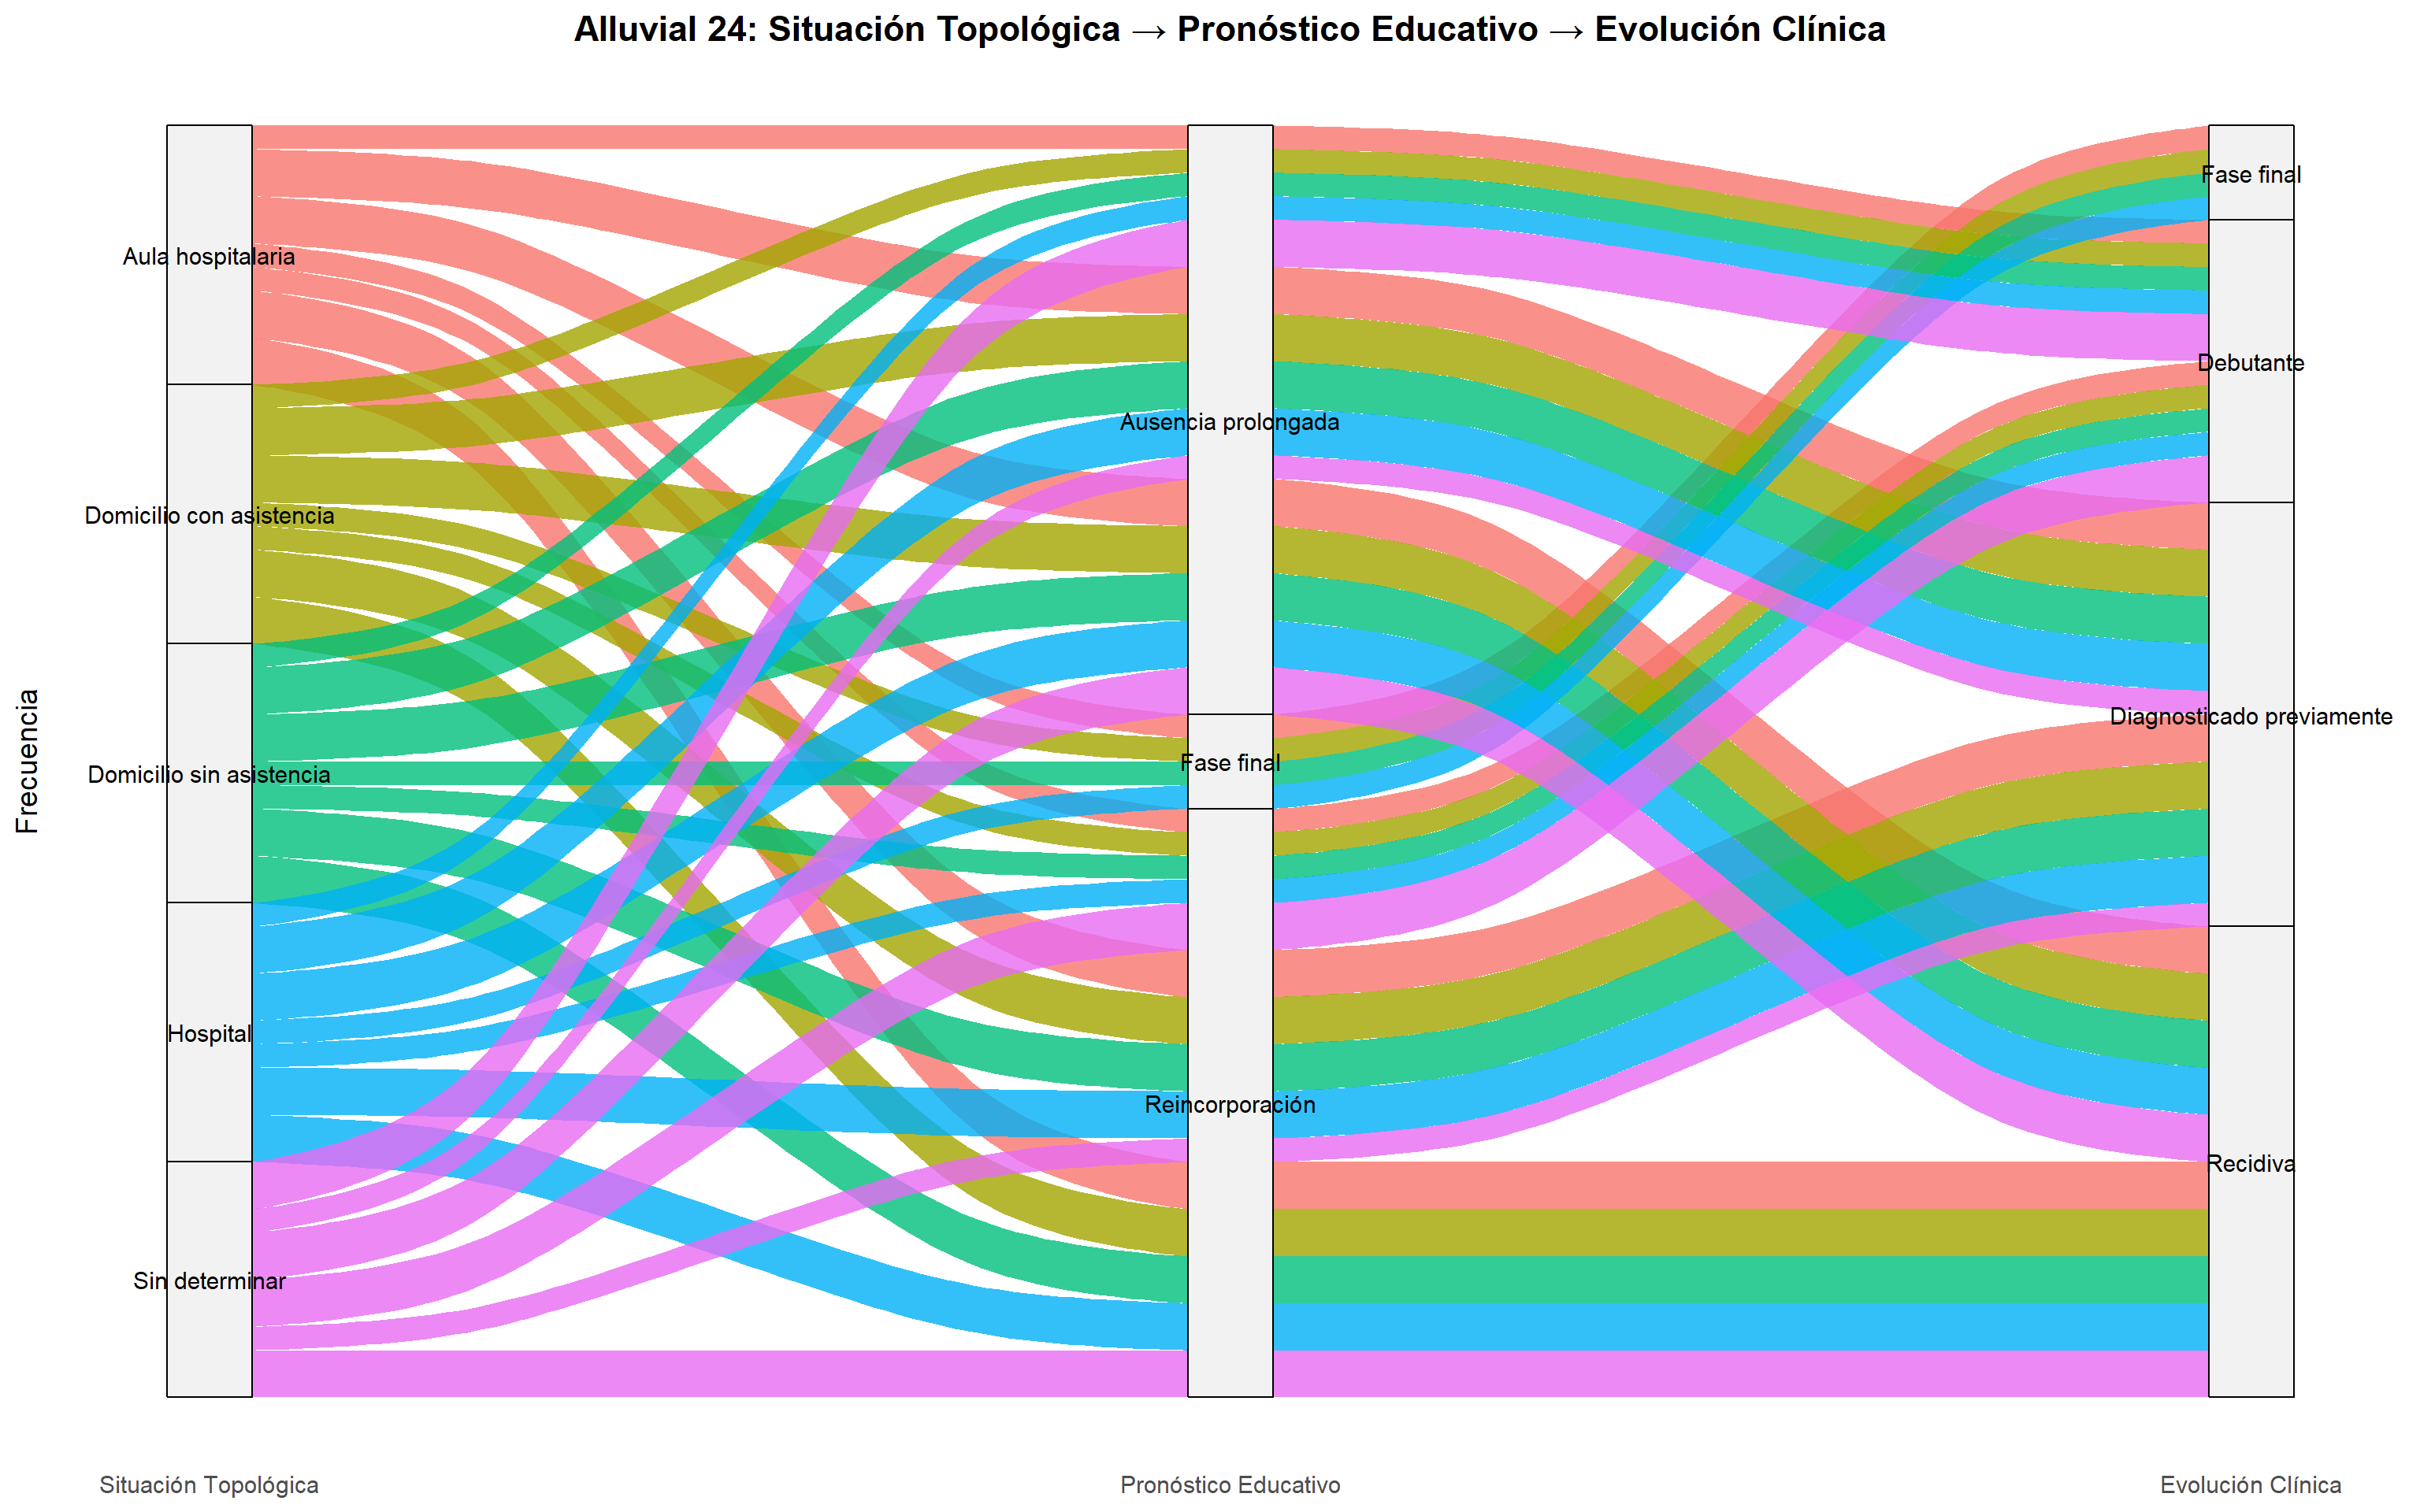 Alluvial 24: Situación Topológica → Pronóstico Educativo → Evolución Clínica
Frecuencia
Aula hospitalaria
Domicilio con asistencia
Domicilio sin asistencia
Hospital
Sin determinar
Ausencia prolongada
Fase final
Reincorporación
Fase final
Debutante
Diagnosticado previamente
Recidiva
Situación Topológica
Pronóstico Educativo
Evolución Clínica